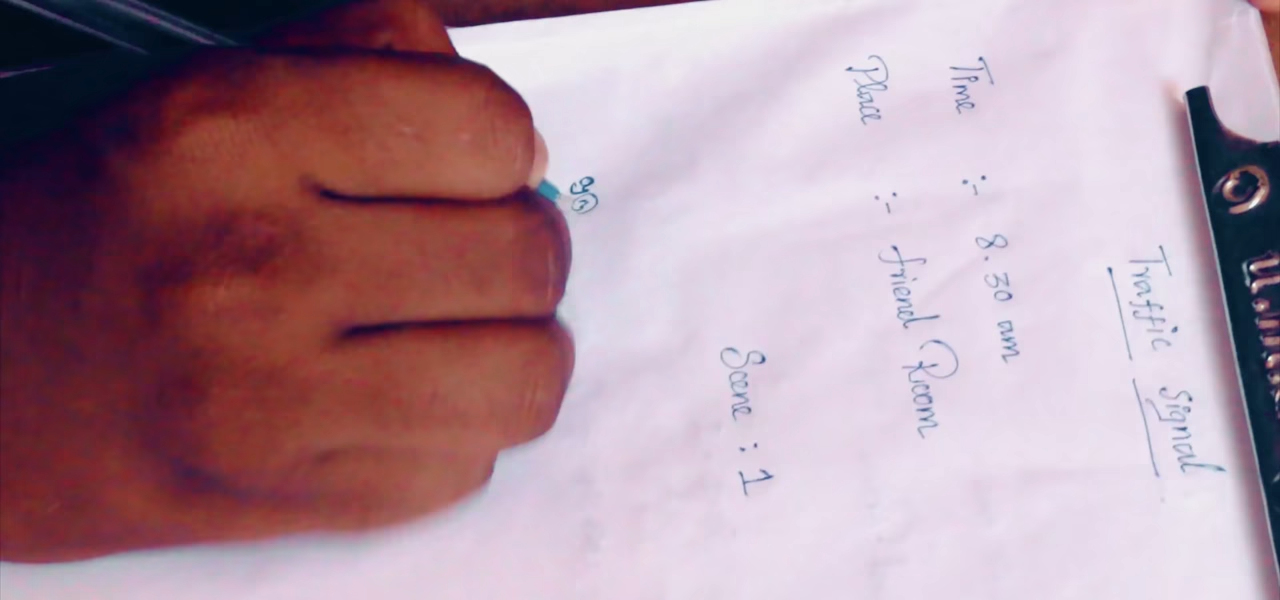 Traffic Signal
Time :- 8.30 am
Place :- friend Room
Scene : 1